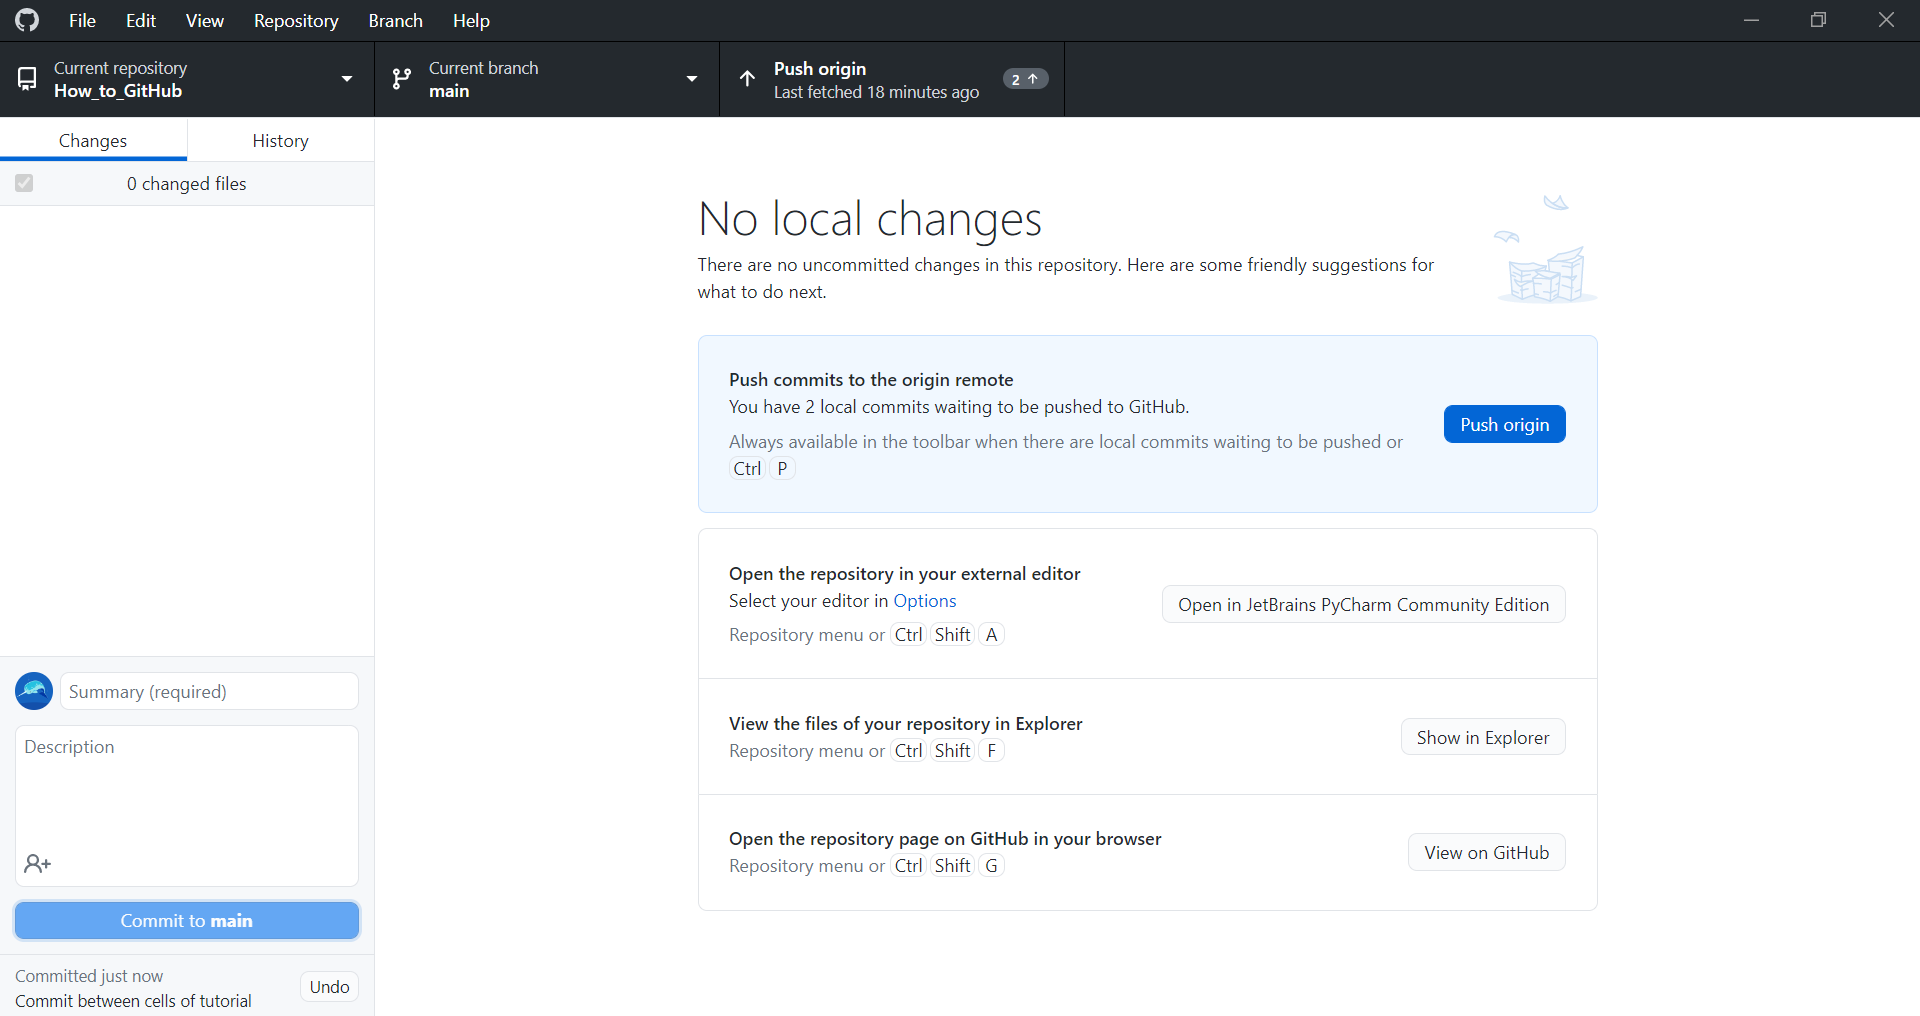 File Edit View Repository Branch Help
Current repository
How_to_GitHub
Current branch
main
Push origin
Last fetched 18 minutes ago
2
Changes
History
0 changed files
No local changes
There are no uncommitted changes in this repository. Here are some friendly suggestions for
what to do next.
Push commits to the origin remote
You have 2 local commits waiting to be pushed to GitHub.
Always available in the toolbar when there are local commits waiting to be pushed or
Ctrl P
Push origin
Open the repository in your external editor
Select your editor in Options
Repository menu or Ctrl Shift A
Open in JetBrains PyCharm Community Edition
View the files of your repository in Explorer
Repository menu or Ctrl Shift F
Show in Explorer
Open the repository page on GitHub in your browser
Repository menu or Ctrl Shift G
View on GitHub
Summary (required)
Description
Commit to main
Committed just now
Commit between cells of tutorial
Undo